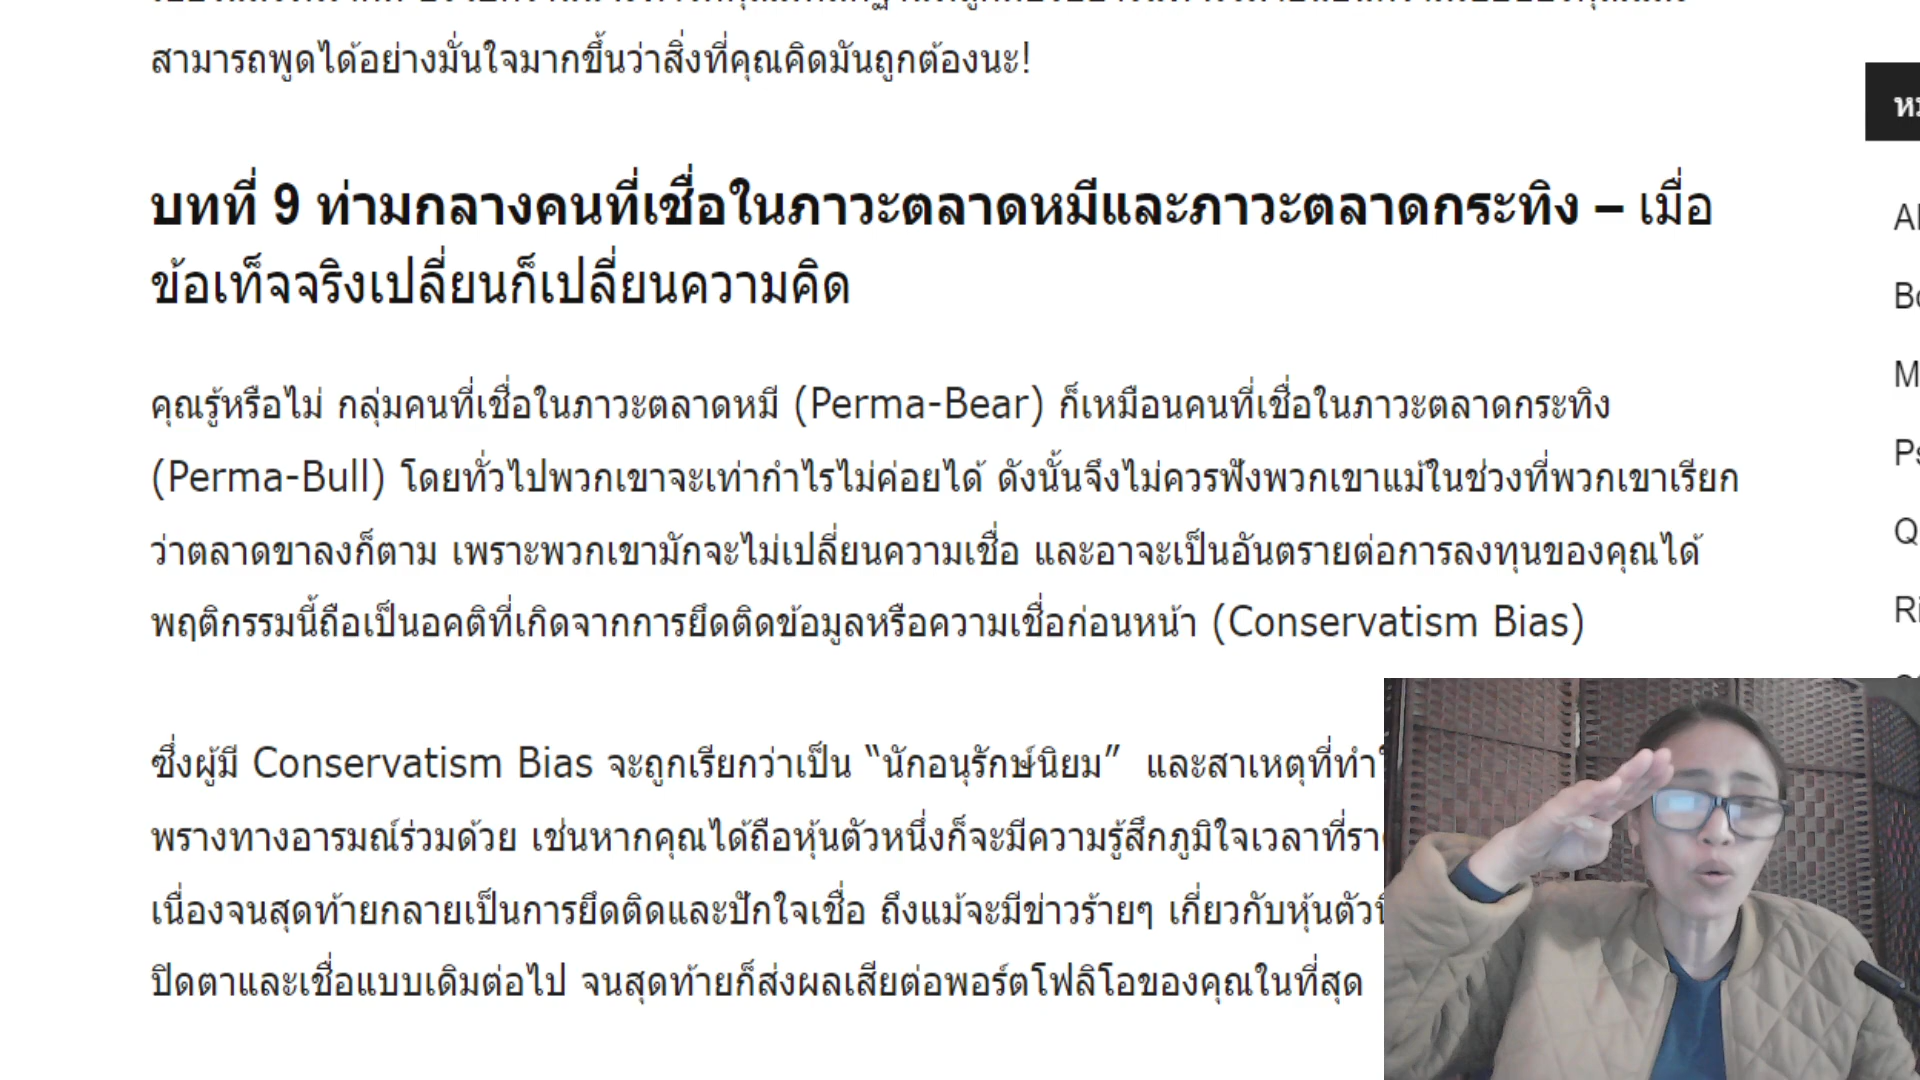 สามารถพูดได้อย่างมั่นใจมากขึ้นว่าสิ่งที่คุณคิดมันถูกต้องนะ!
บทที่ 9 ท่ามกลางคนที่เชื่อในภาวะตลาดหมีและภาวะตลาดกระทิง – เมื่อ
ข้อเท็จจริงเปลี่ยนก็เปลี่ยนความคิด
คุณรู้หรือไม่ กลุ่มคนที่เชื่อในภาวะตลาดหมี (Perma-Bear) ก็เหมือนคนที่เชื่อในภาวะตลาดกระทิง
(Perma-Bull) โดยทั่วไปพวกเขาจะเท่ากำไรไม่ค่อยได้ ดังนั้นจึงไม่ควรฟังพวกเขาแม้ในช่วงที่พวกเขาเรียก
ว่าตลาดขาลงก็ตาม เพราะพวกเขามักจะไม่เปลี่ยนความเชื่อ และอาจจะเป็นอันตรายต่อการลงทุนของคุณได้
พฤติกรรมนี้ถือเป็นอคติที่เกิดจากการยึดติดข้อมูลหรือความเชื่อก่อนหน้า (Conservatism Bias)
ซึ่งผู้มี Conservatism Bias จะถูกเรียกว่าเป็น “นักอนุรักษ์นิยม” และสาเหตุที่ทำ
พรางทางอารมณ์ร่วมด้วย เช่นหากคุณได้ถือหุ้นตัวหนึ่งก็จะมีความรู้สึกภูมิใจเวลาที่
เนื่องจนสุดท้ายกลายเป็นการยึดติดและปักใจเชื่อ ถึงแม้จะมีข่าวร้ายๆ เกี่ยวกับหุ้นตัว
ปิดตาและเชื่อแบบเดิมต่อไป จนสุดท้ายก็ส่งผลเสียต่อพอร์ตโฟลิโอของคุณในที่สุด